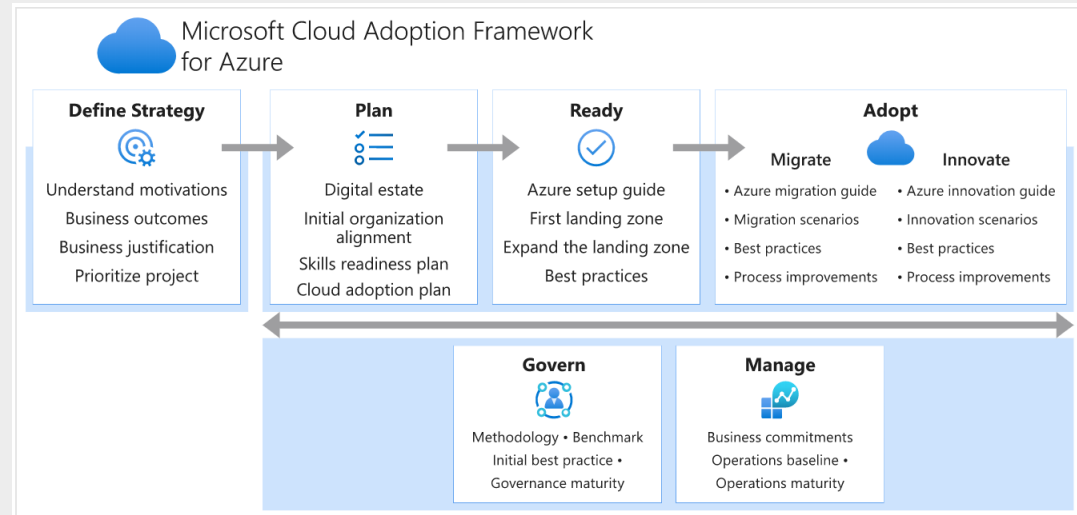 Microsoft Cloud Adoption Framework
for Azure
Define Strategy
Understand motivations
Business outcomes
Business justification
Prioritize project
Plan
Digital estate
Initial organization
alignment
Skills readiness plan
Cloud adoption plan
Ready
Azure setup guide
First landing zone
Expand the landing zone
Best practices
Adopt
Migrate
• Azure migration guide
• Migration scenarios
• Best practices
• Process improvements
Innovate
• Azure innovation guide
• Innovation scenarios
• Best practices
• Process improvements
Govern
Methodology • Benchmark
Initial best practice •
Governance maturity
Manage
Business commitments
Operations baseline •
Operations maturity